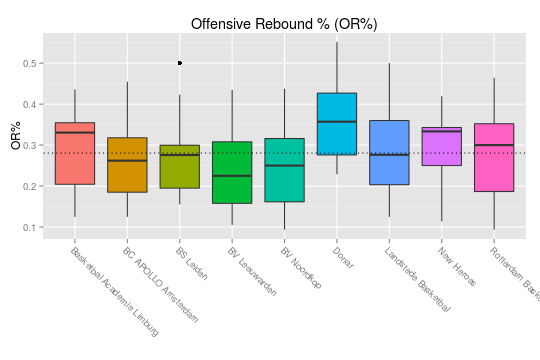 Offensive Rebound % (OR%)
OR%
0.5
0.4
0.3
0.2
0.1
Basketbal Academie Limburg
BC APOLLO Amsterdam
BS Leiden
BV Leeuwarden
BV Noordkop
Donar
Landstede Basketbal
New Heroes
Rotterdam